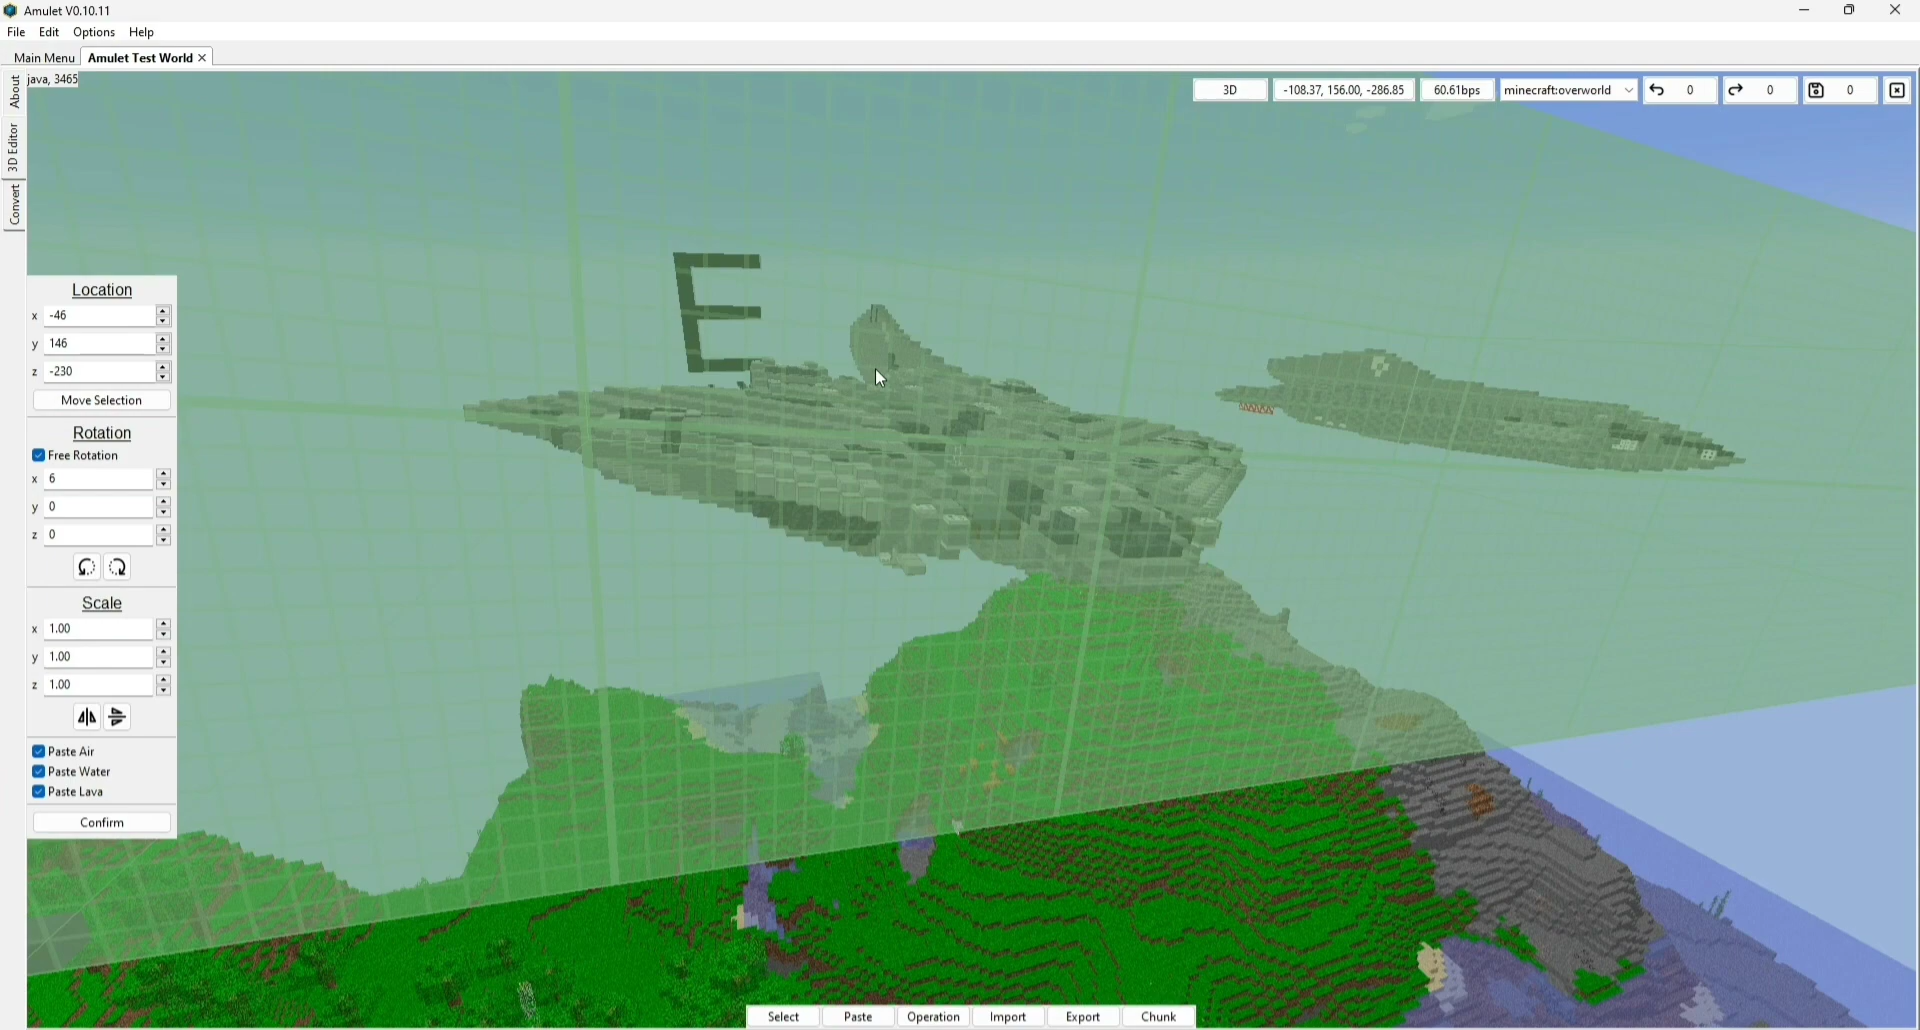 Amulet V0.10.11
File Edit Options Help
Main Menu Amulet Test World
java, 3465
3D -108.37, 156.00, -286.85 60.61bps minecraft:overworld 0 0 0
About
3D Editor
Convert
E
Location
x -46
y 146
z -230
Move Selection
Rotation
Free Rotation
x 6
y 0
z 0
Scale
x 1.00
y 1.00
z 1.00
Paste Air
Paste Water
Paste Lava
Confirm
Select Paste Operation Import Export Chunk